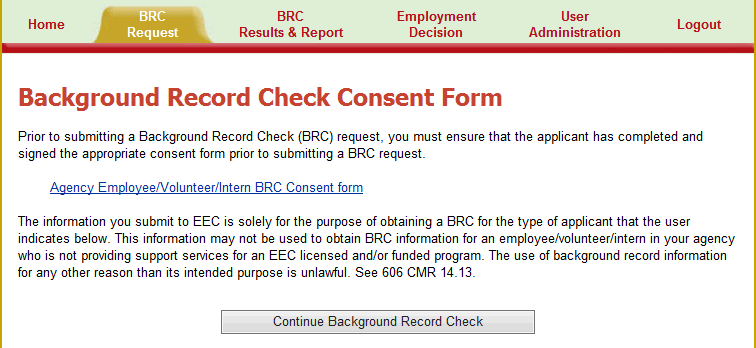 Home
BRC
Request
BRC
Results & Report
Employment
Decision
User
Administration
Logout
Background Record Check Consent Form
Prior to submitting a Background Record Check (BRC) request, you must ensure that the applicant has completed and
signed the appropriate consent form prior to submitting a BRC request.
Agency Employee/Volunteer/Intern BRC Consent form
The information you submit to EEC is solely for the purpose of obtaining a BRC for the type of applicant that the user
indicates below. This information may not be used to obtain BRC information for an employee/volunteer/intern in your agency
who is not providing support services for an EEC licensed and/or funded program. The use of background record information
for any other reason than its intended purpose is unlawful. See 606 CMR 14.13.
Continue Background Record Check